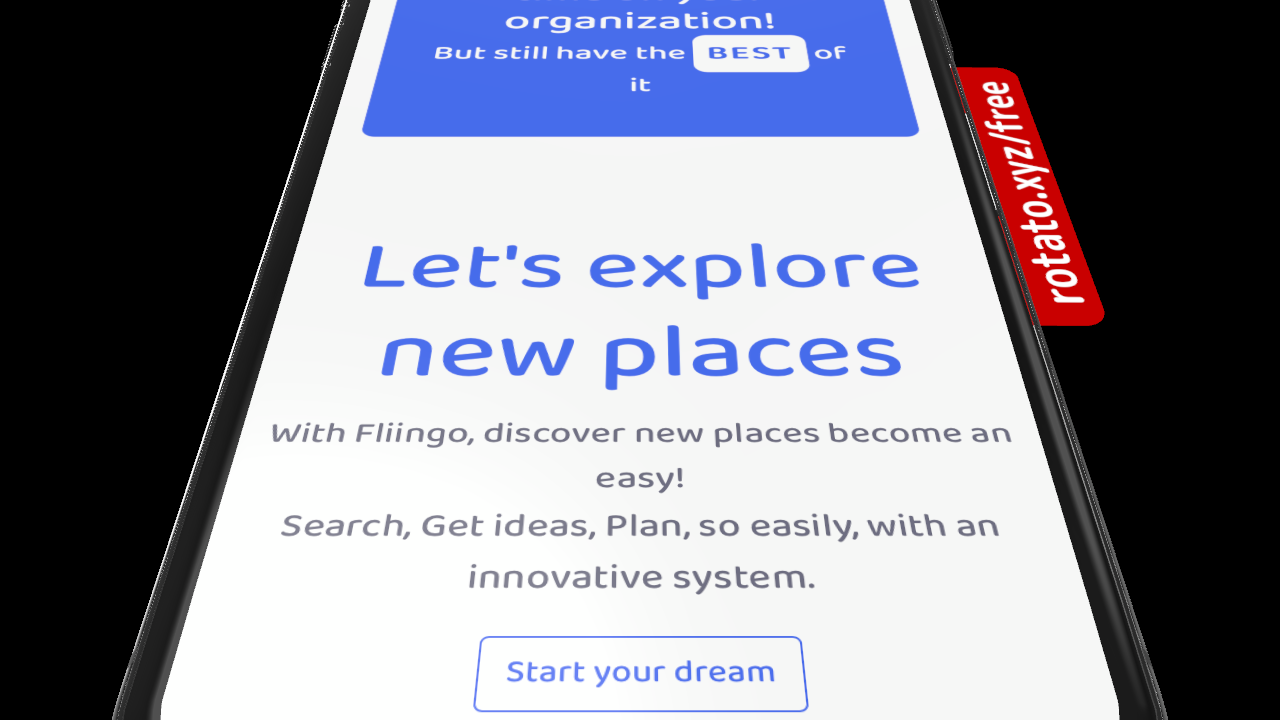 organization!
But still have the BEST of
it
Let's explore
new places
With Fliingo, discover new places become an
easy!
Search, Get ideas, Plan, so easily, with an
innovative system.
Start your dream
rotato.xyz/free